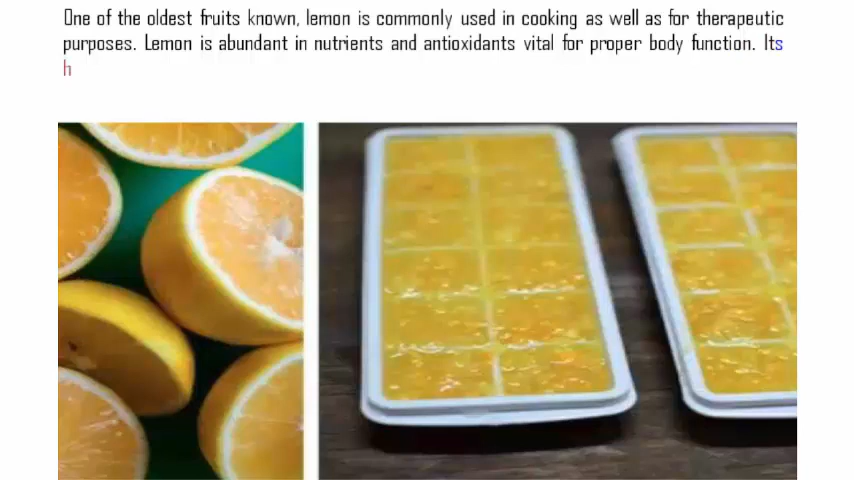 One of the oldest fruits known, lemon is commonly used in cooking as well as for therapeutic
purposes. Lemon is abundant in nutrients and antioxidants vital for proper body function. Its
h